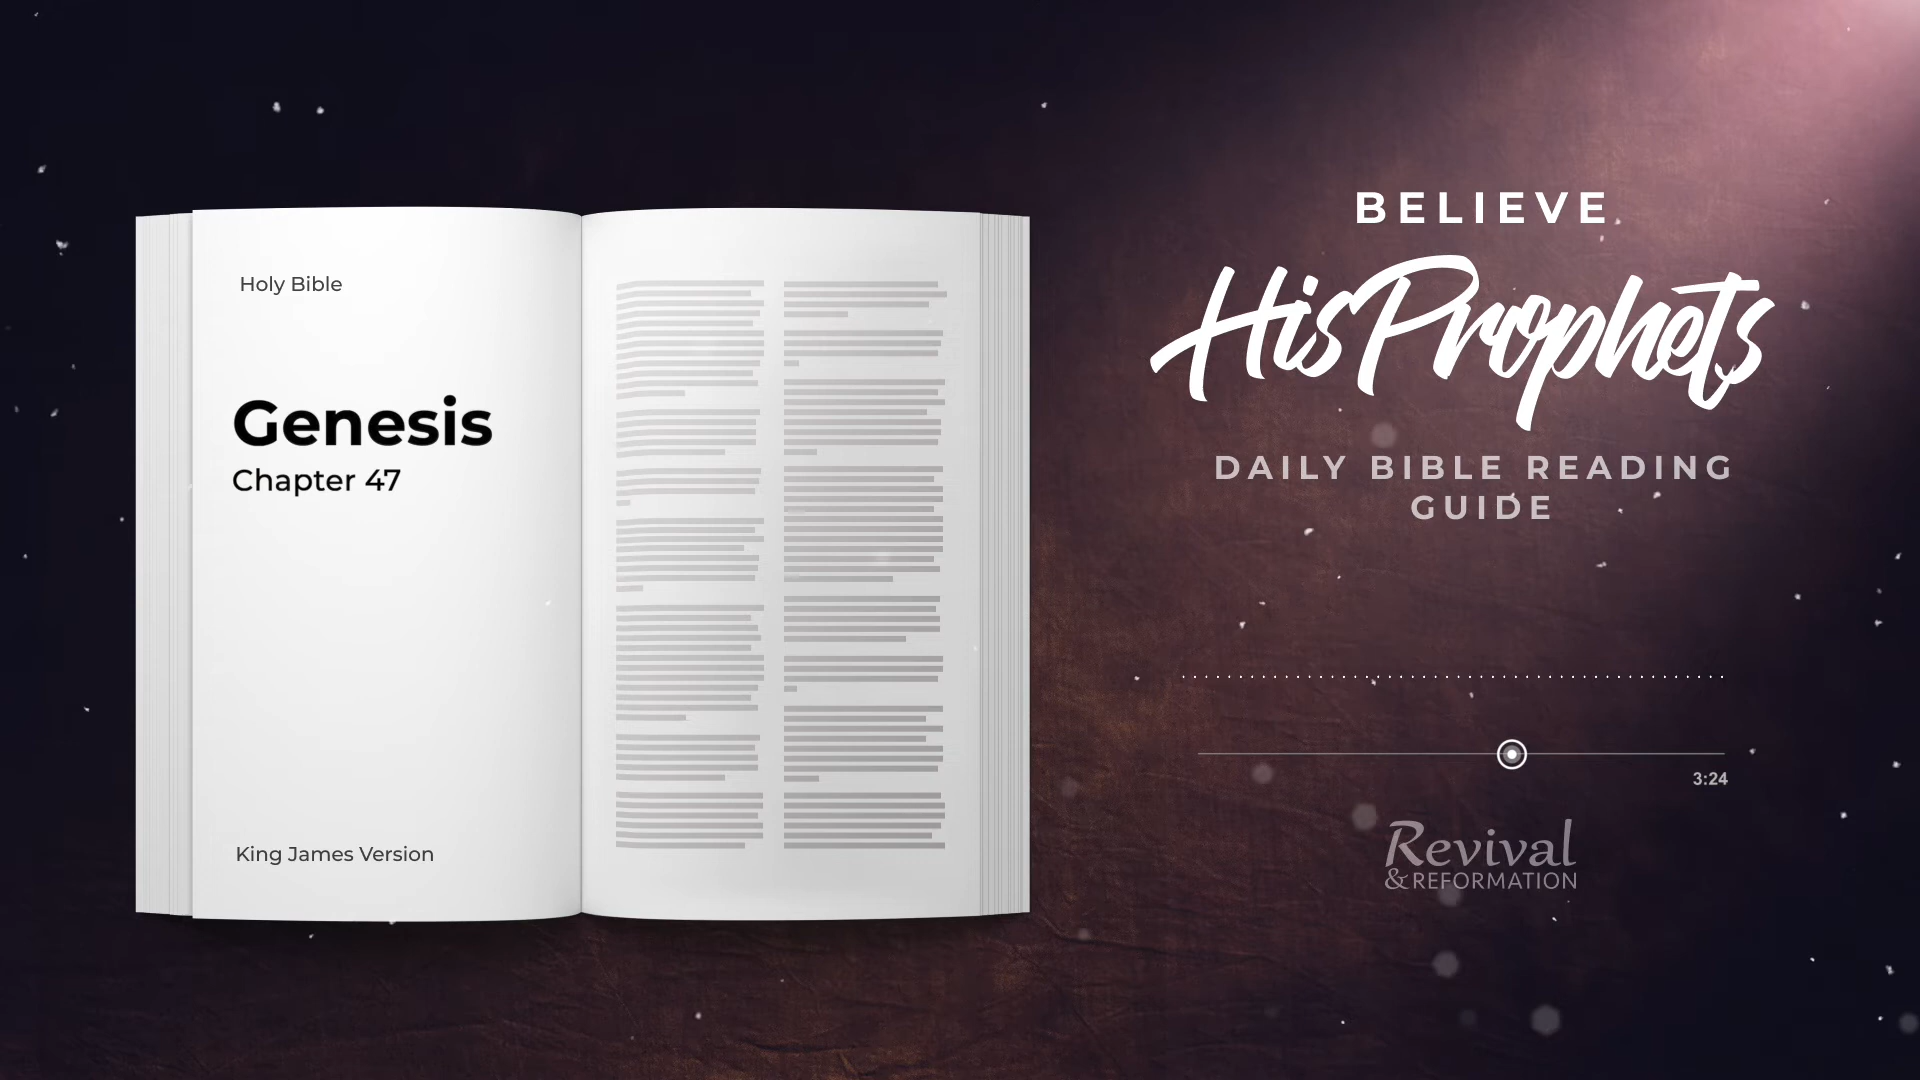 Holy Bible
Genesis
Chapter 47
King James Version
BELIEVE
His Prophets
DAILY BIBLE READING
GUIDE
3:24
Revival
& REFORMATION